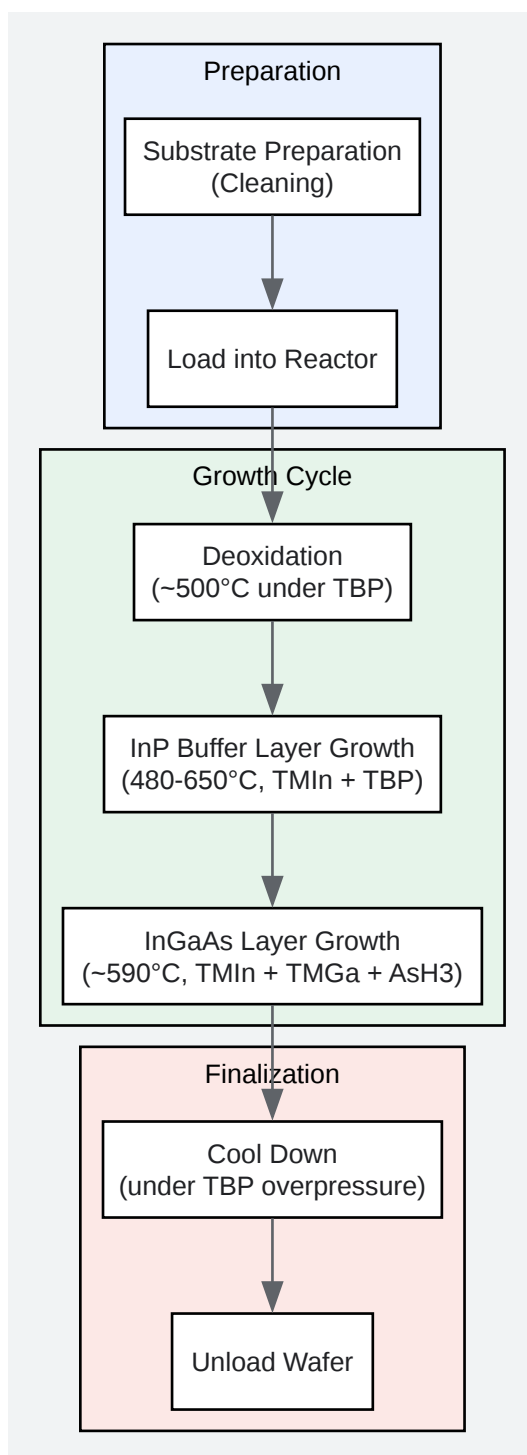 Preparation
Substrate Preparation
(Cleaning)
Load into Reactor
Growth Cycle
Deoxidation
(~500°C under TBP)
InP Buffer Layer Growth
(480-650°C, TMIn + TBP)
InGaAs Layer Growth
(~590°C, TMIn + TMGa + AsH3)
Finalization
Cool Down
(under TBP overpressure)
Unload Wafer